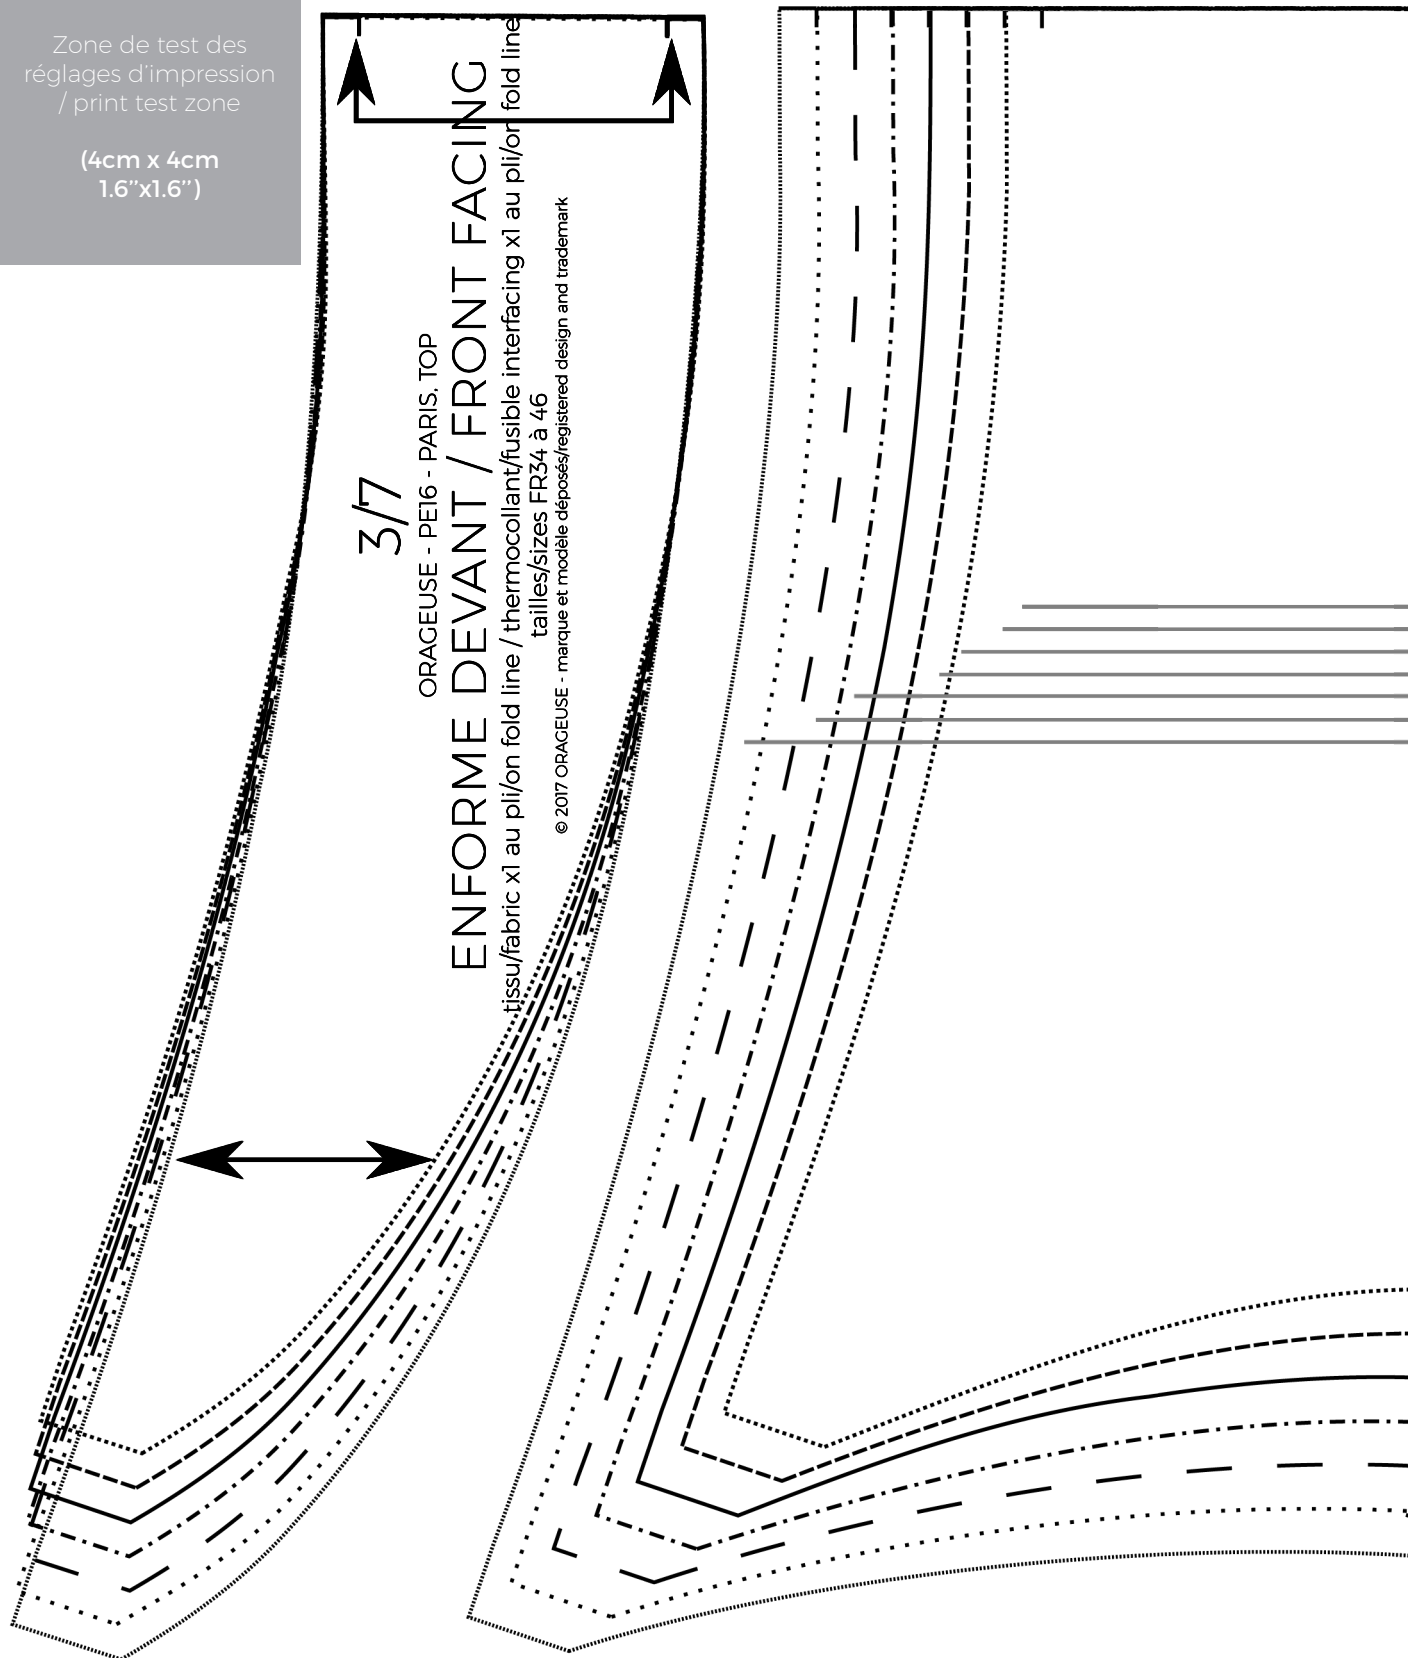 Zone de test des
réglages d'impression
/ print test zone
(4cm x 4cm
1.6’’x1.6’’)
3/7
ORAGEUSE - PE16 - PARIS. TOP
ENFORME DEVANT / FRONT FACING
tissu/fabric x1 au pli/on fold line / thermocollant/fusible interfacing x1 au pli/on fold line
tailles/sizes FR34 à 46
© 2017 ORAGEUSE - marque et modèle déposés/registered design and trademark